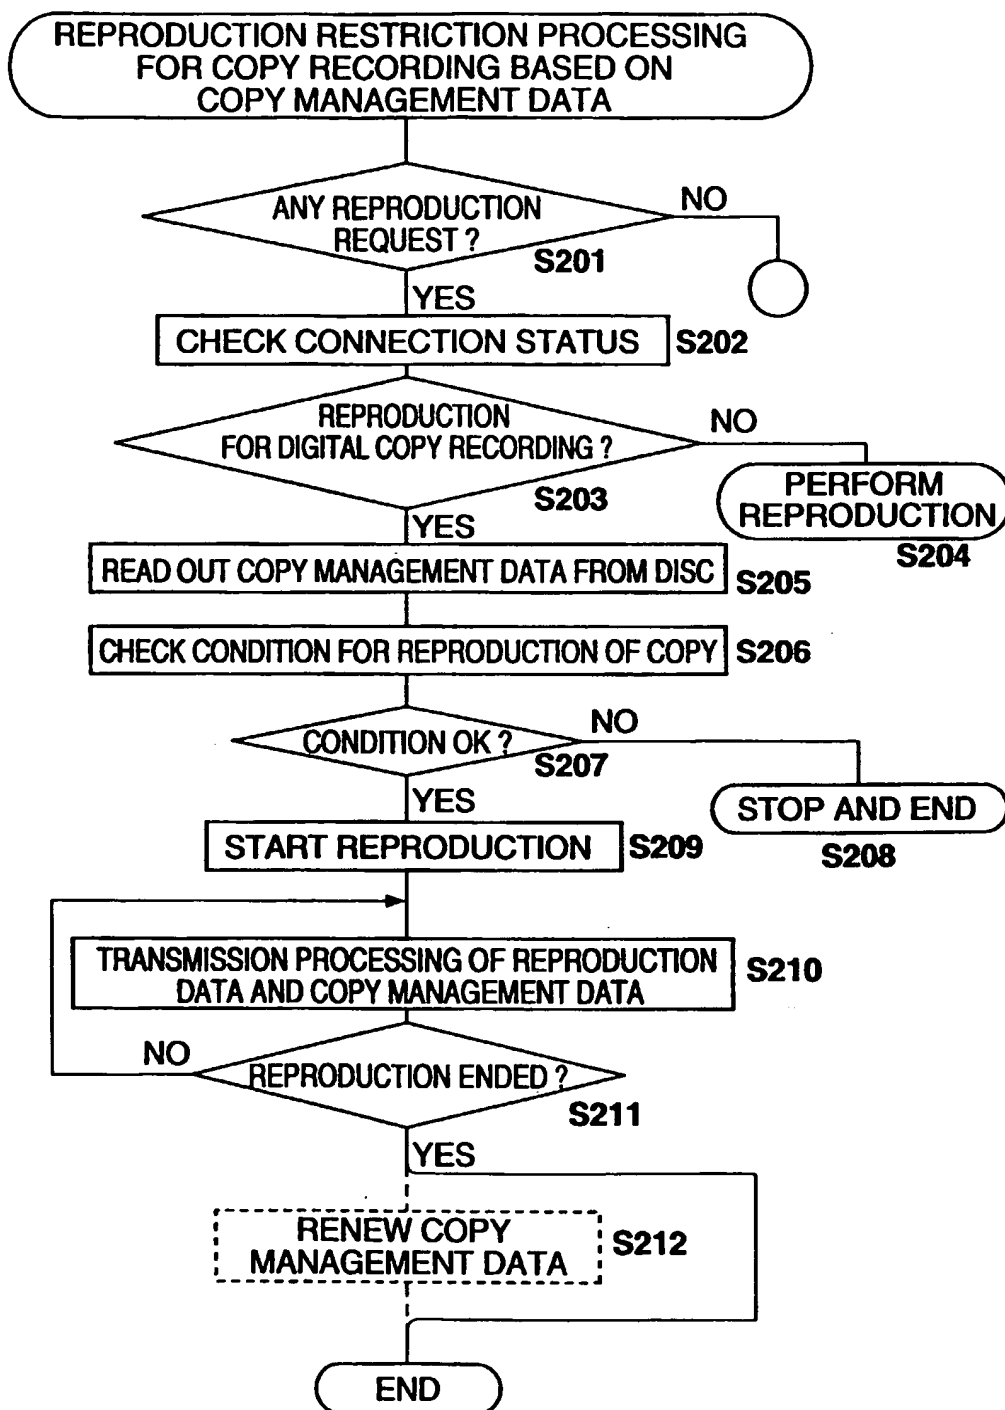 REPRODUCTION RESTRICTION PROCESSING
FOR COPY RECORDING BASED ON
COPY MANAGEMENT DATA
ANY REPRODUCTION
REQUEST ?
NO
S201
YES
CHECK CONNECTION STATUS
S202
REPRODUCTION
FOR DIGITAL COPY RECORDING ?
NO
S203
PERFORM
REPRODUCTION
S204
YES
READ OUT COPY MANAGEMENT DATA FROM DISC
S205
CHECK CONDITION FOR REPRODUCTION OF COPY
S206
CONDITION OK ?
NO
S207
YES
STOP AND END
S208
START REPRODUCTION
S209
TRANSMISSION PROCESSING OF REPRODUCTION
DATA AND COPY MANAGEMENT DATA
S210
NO
REPRODUCTION ENDED ?
S211
YES
RENEW COPY
MANAGEMENT DATA
S212
END